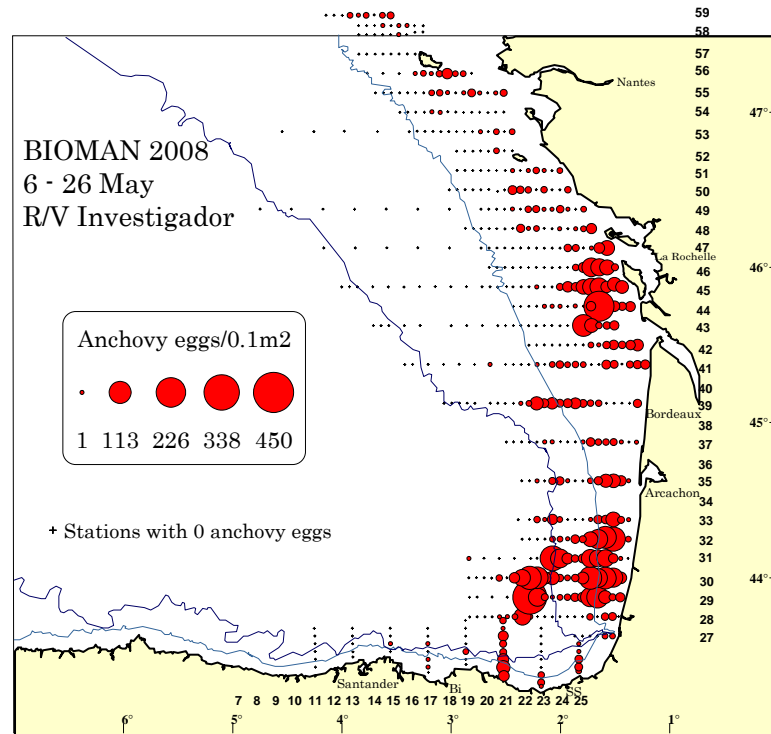 59
58
57
56
Nantes
55
54
47°
53
BIOMAN 2008
52
6 - 26 May
51
50
R/V Investigador
49
48
47
La Rochelle
46
46°
45
44
Anchovy eggs/0.1m2
43
42
41
40
39
1 113 226 338 450
Bordeaux
38
45°
37
36
35
Arcachon
34
+ Stations with 0 anchovy eggs
33
32
31
30
44°
29
28
27
Santander
Bi
SS
7 8 9 10 11 12 13 14 15 16 17 18 19 20 21 22 23 24 25
6° 5° 4° 3° 2° 1°